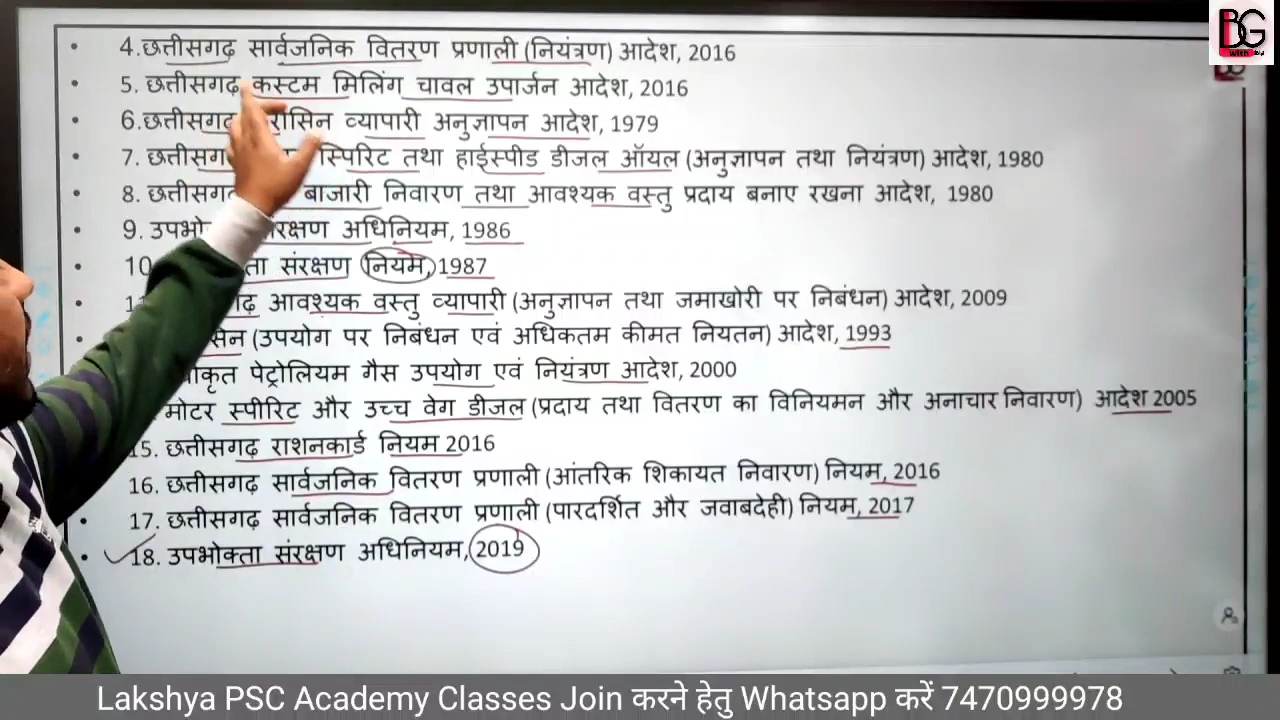 BG
with
4.छत्तीसगढ़ सार्वजनिक वितरण प्रणाली (नियंत्रण) आदेश, 2016
5. छत्तीसगढ़ कस्टम मिलिंग चावल उपार्जन आदेश, 2016
6.छत्तीसगढ़ व्यापारी अनुज्ञापन आदेश, 1979
7. स्पिरिट तथा हाईस्पीड डीजल ऑयल (अनुज्ञापन तथा नियंत्रण) आदेश, 1980
8. बाजारी निवारण तथा आवश्यक वस्तु प्रदाय बनाए रखना आदेश, 1980
9. अधिनियम, 1986
10 संरक्षण नियम, 1987
आवश्यक वस्तु व्यापारी (अनुज्ञापन तथा जमाखोरी पर निबंधन) आदेश, 2009
(उपयोग पर निबंधन एवं अधिकतम कीमत नियतन) आदेश, 1993
पेट्रोलियम गैस उपयोग एवं नियंत्रण आदेश, 2000
मोटर स्पीरिट और उच्च वेग डीजल (प्रदाय तथा वितरण का विनियमन और अनाचार निवारण) आदेश 2005
15. छत्तीसगढ़ राशनकार्ड नियम 2016
16. छत्तीसगढ़ सार्वजनिक वितरण प्रणाली (आंतरिक शिकायत निवारण) नियम, 2016
17. छत्तीसगढ़ सार्वजनिक वितरण प्रणाली (पारदर्शित और जवाबदेही) नियम, 2017
18. उपभोक्ता संरक्षण अधिनियम, 2019
Lakshya PSC Academy Classes Join करने हेतु Whatsapp करें 7470999978